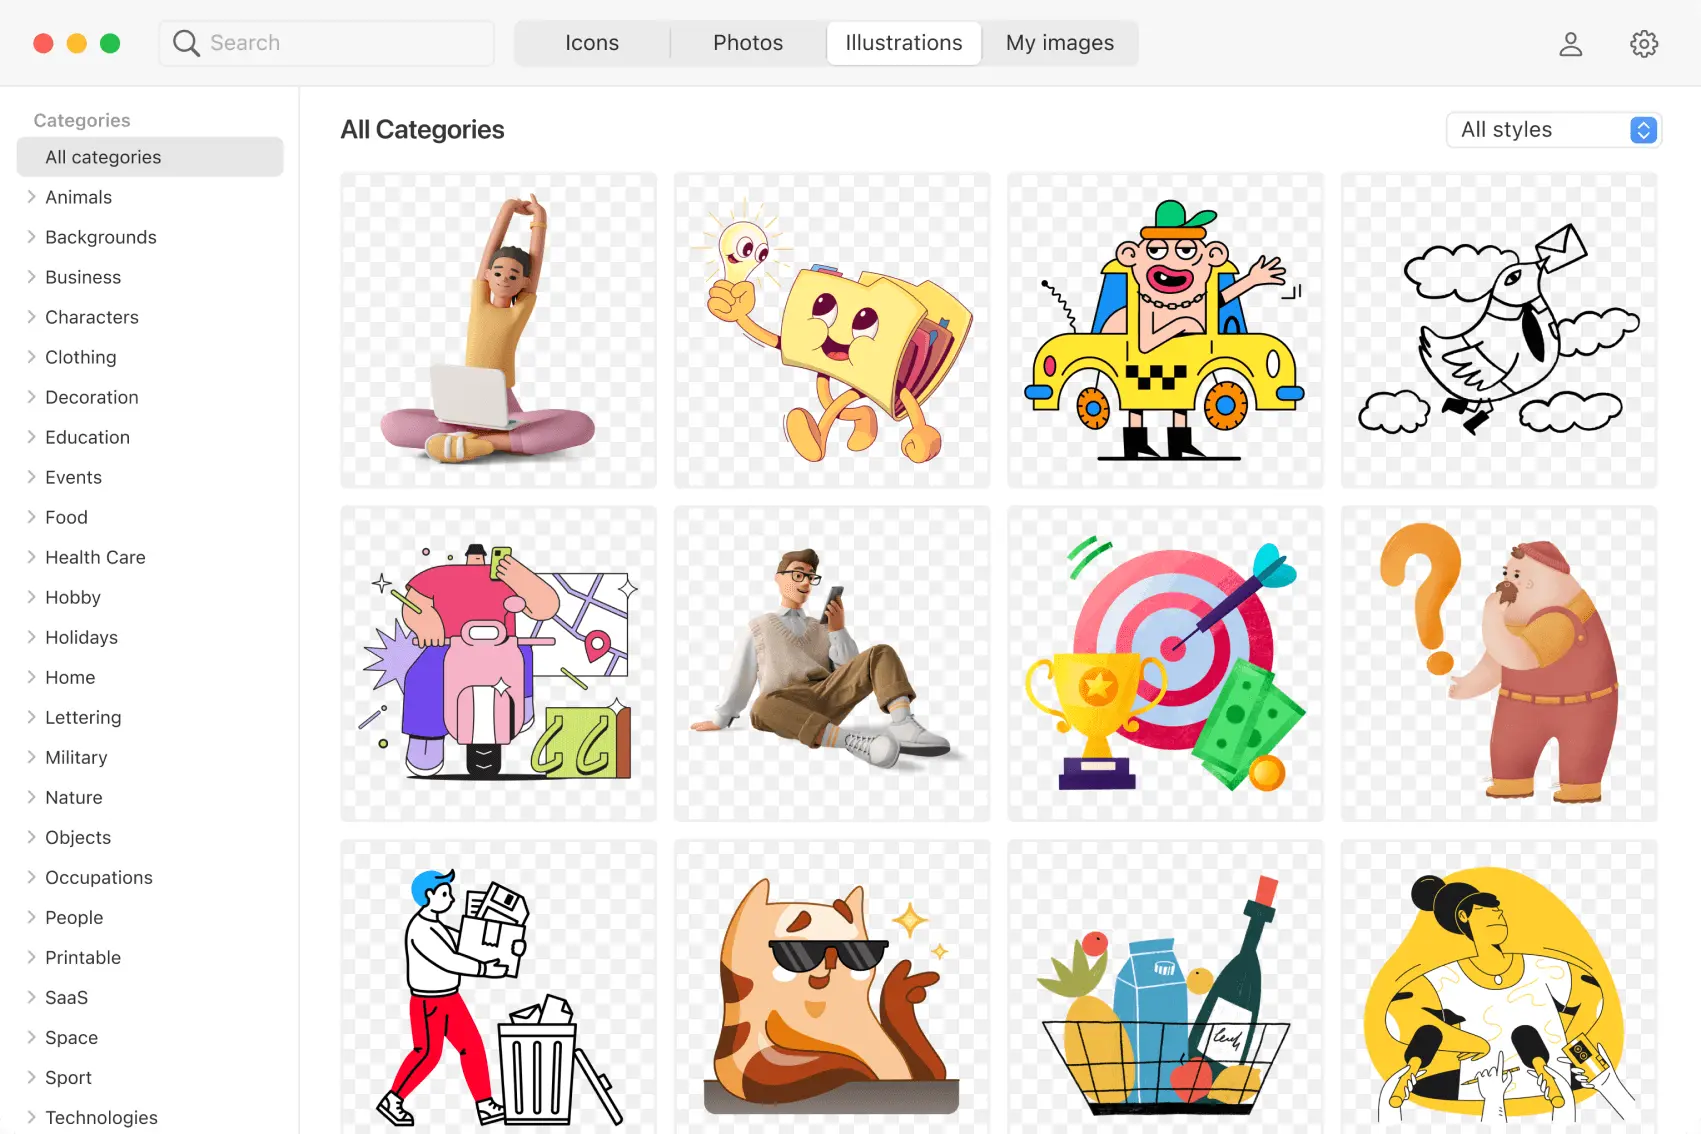 Search
Icons
Photos
Illustrations
My images
Categories
All categories
Animals
Backgrounds
Business
Characters
Clothing
Decoration
Education
Events
Food
Health Care
Hobby
Holidays
Home
Lettering
Military
Nature
Objects
Occupations
People
Printable
SaaS
Space
Sport
Technologies
All Categories
All styles